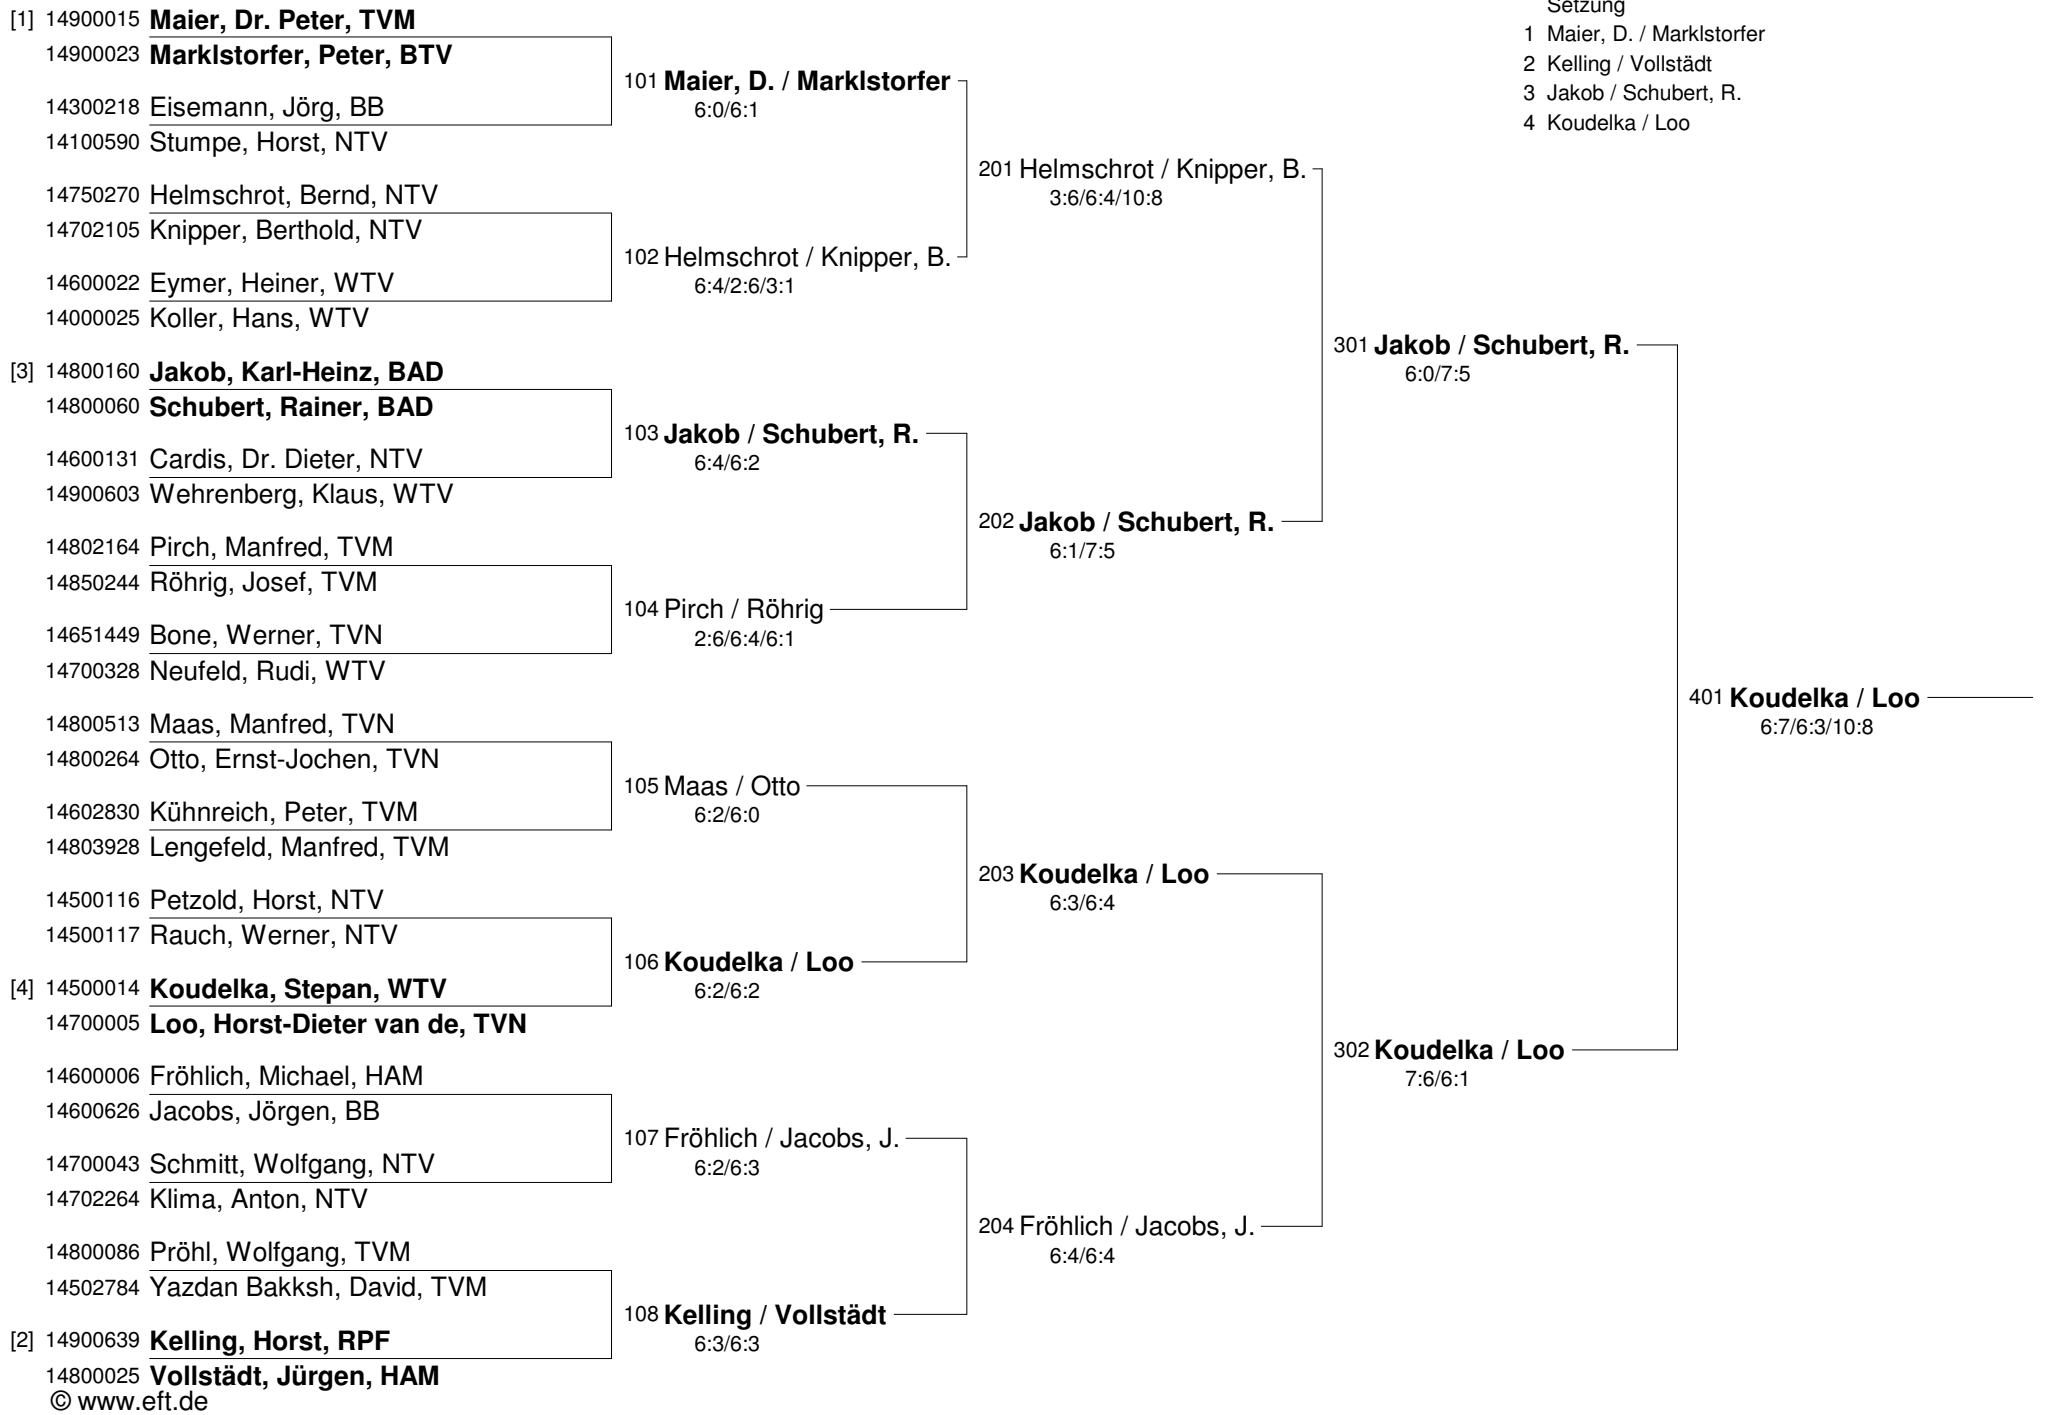 [1] 14900015 Maier, Dr. Peter, TVM
14900023 Marklstorfer, Peter, BTV
14300218 Eisemann, Jörg, BB
14100590 Stumpe, Horst, NTV
14750270 Helmschrot, Bernd, NTV
14702105 Knipper, Berthold, NTV
14600022 Eymer, Heiner, WTV
14000025 Koller, Hans, WTV
[3] 14800160 Jakob, Karl-Heinz, BAD
14800060 Schubert, Rainer, BAD
14600131 Cardis, Dr. Dieter, NTV
14900603 Wehrenberg, Klaus, WTV
14802164 Pirch, Manfred, TVM
14850244 Röhrig, Josef, TVM
14651449 Bone, Werner, TVN
14700328 Neufeld, Rudi, WTV
14800513 Maas, Manfred, TVN
14800264 Otto, Ernst-Jochen, TVN
14602830 Kühnreich, Peter, TVM
14803928 Lengefeld, Manfred, TVM
14500116 Petzold, Horst, NTV
14500117 Rauch, Werner, NTV
[4] 14500014 Koudelka, Stepan, WTV
14700005 Loo, Horst-Dieter van de, TVN
14600006 Fröhlich, Michael, HAM
14600626 Jacobs, Jörgen, BB
14700043 Schmitt, Wolfgang, NTV
14702264 Klima, Anton, NTV
14800086 Pröhl, Wolfgang, TVM
14502784 Yazdan Bakksh, David, TVM
[2] 14900639 Kelling, Horst, RPF
14800025 Vollstädt, Jürgen, HAM
© www.eft.de
101 Maier, D. / Marklstorfer
6:0/6:1
102 Helmschrot / Knipper, B.
6:4/2:6/3:1
103 Jakob / Schubert, R.
6:4/6:2
104 Pirch / Röhrig
2:6/6:4/6:1
105 Maas / Otto
6:2/6:0
106 Koudelka / Loo
6:2/6:2
107 Fröhlich / Jacobs, J.
6:2/6:3
108 Kelling / Vollstädt
6:3/6:3
201 Helmschrot / Knipper, B.
3:6/6:4/10:8
202 Jakob / Schubert, R.
6:1/7:5
203 Koudelka / Loo
6:3/6:4
204 Fröhlich / Jacobs, J.
6:4/6:4
301 Jakob / Schubert, R.
6:0/7:5
302 Koudelka / Loo
7:6/6:1
401 Koudelka / Loo
6:7/6:3/10:8
Setzung
1 Maier, D. / Marklstorfer
2 Kelling / Vollstädt
3 Jakob / Schubert, R.
4 Koudelka / Loo